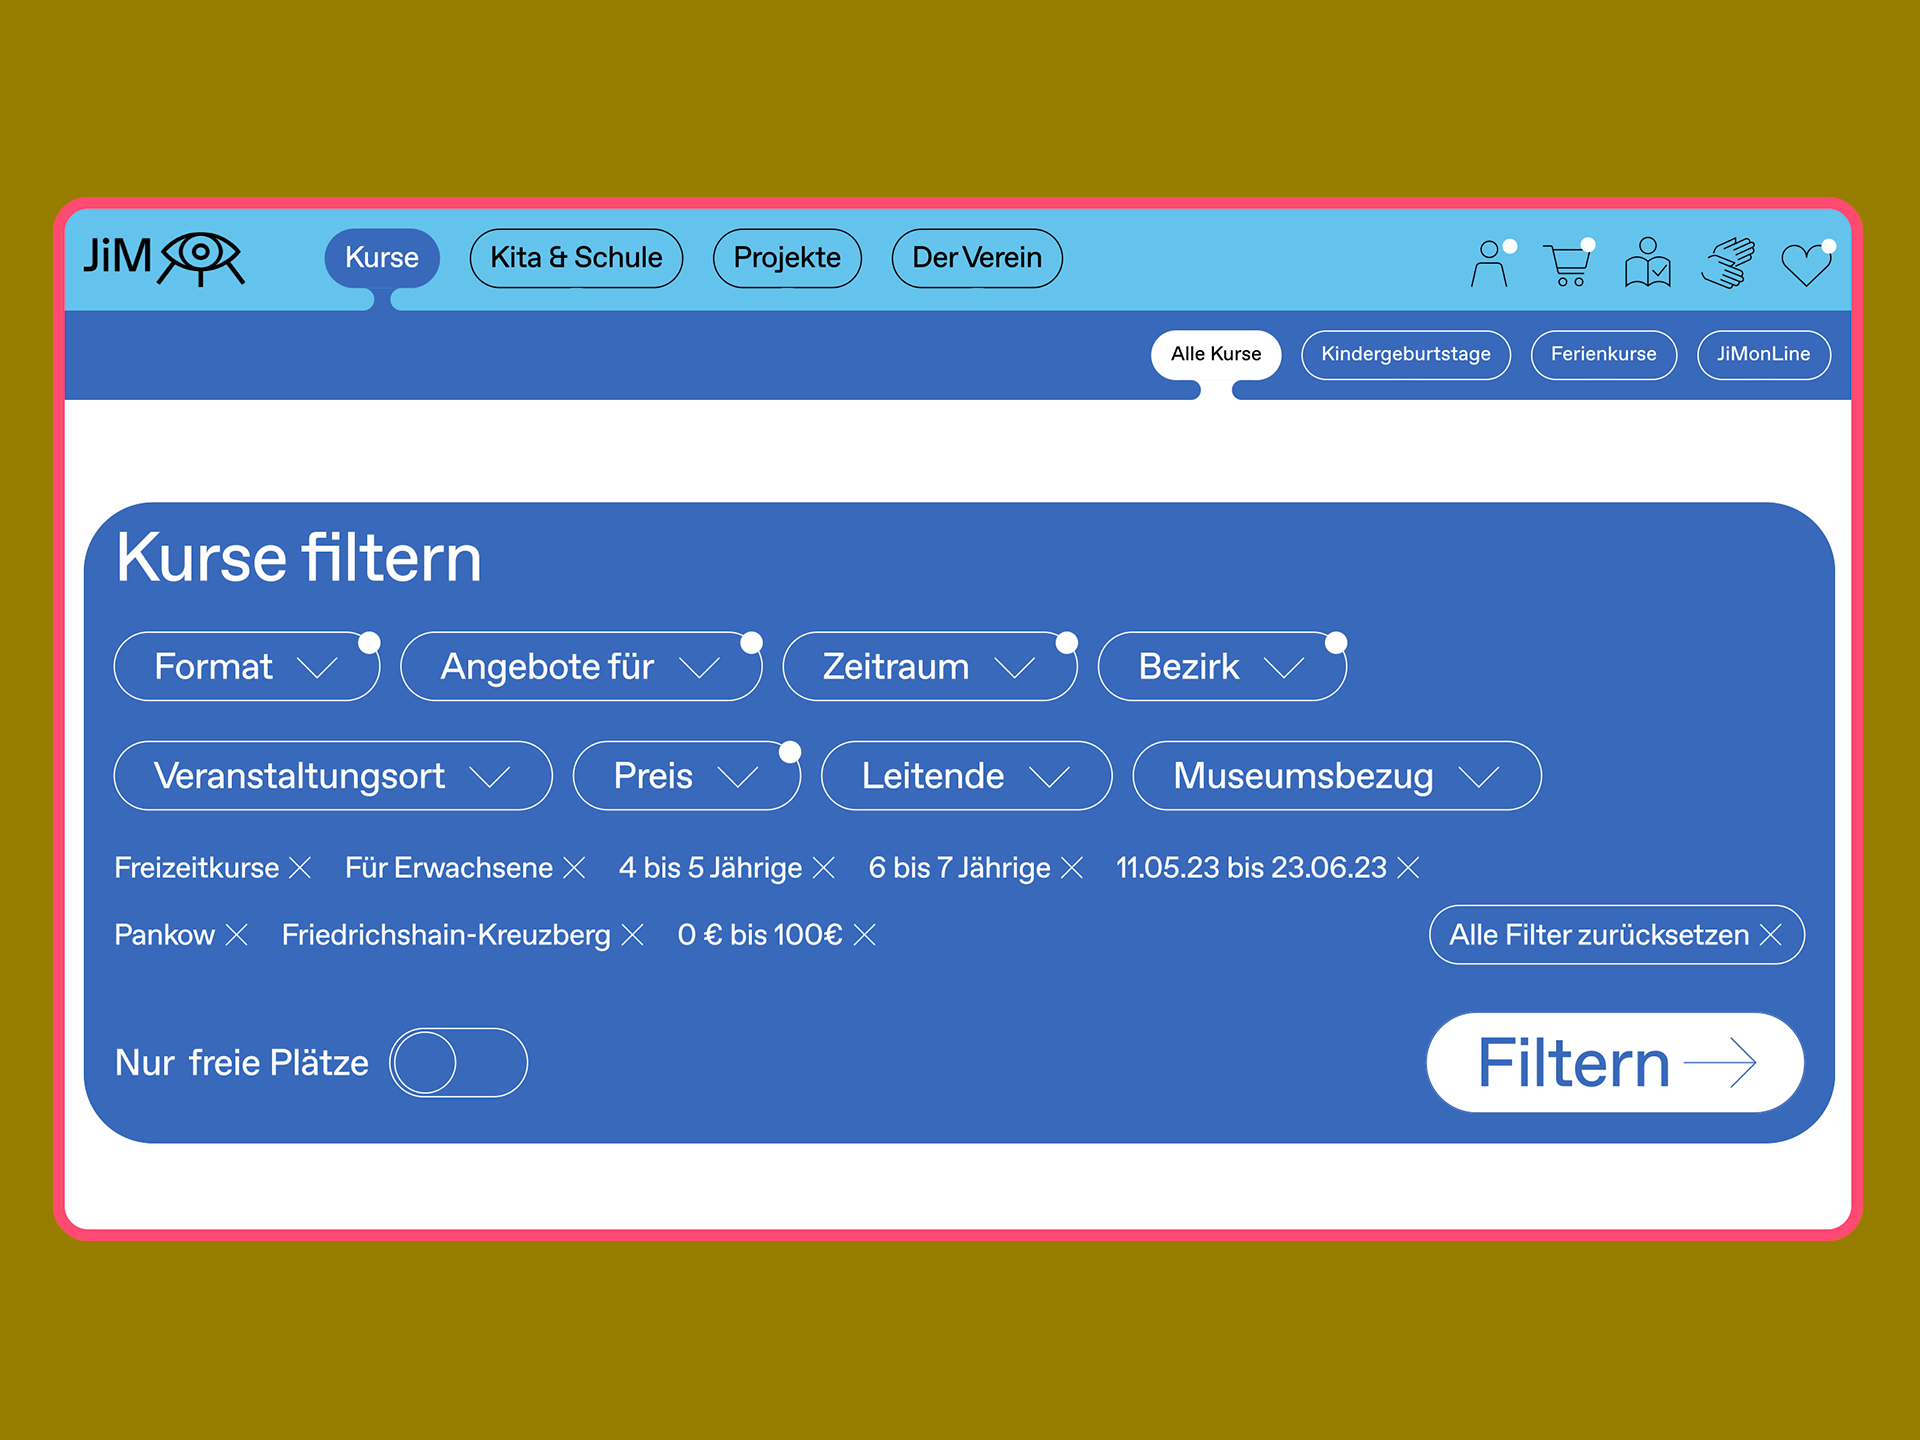 JiM Kurse Kita & Schule Projekte Der Verein
Alle Kurse Kindergeburtstage Ferienkurse JiMonLine
Kurse filtern
Format Angebote für Zeitraum Bezirk
Veranstaltungsort Preis Leitende Museumsbezug
Freizeitkurse Für Erwachsene 4 bis 5 Jährige 6 bis 7 Jährige 11.05.23 bis 23.06.23
Pankow Friedrichshain-Kreuzberg 0 € bis 100€ Alle Filter zurücksetzen
Nur freie Plätze Filtern